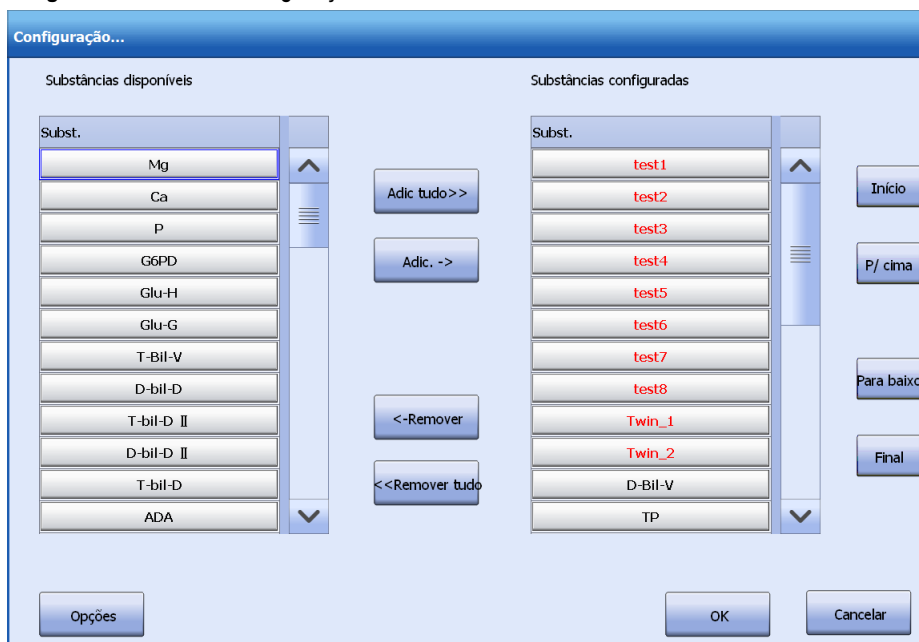 Configuração...
Substâncias disponíveis
Substâncias configuradas
Subst.
Mg
Ca
P
G6PD
Glu-H
Glu-G
T-Bil-V
D-bil-D
T-bil-D Ⅱ
D-bil-D Ⅱ
T-bil-D
ADA
Adic tudo>>
Adic. ->
<-Remover
<<Remover tudo
Subst.
test1
test2
test3
test4
test5
test6
test7
test8
Twin_1
Twin_2
D-Bil-V
TP
Início
P/ cima
Para baixo
Final
Opções
OK
Cancelar